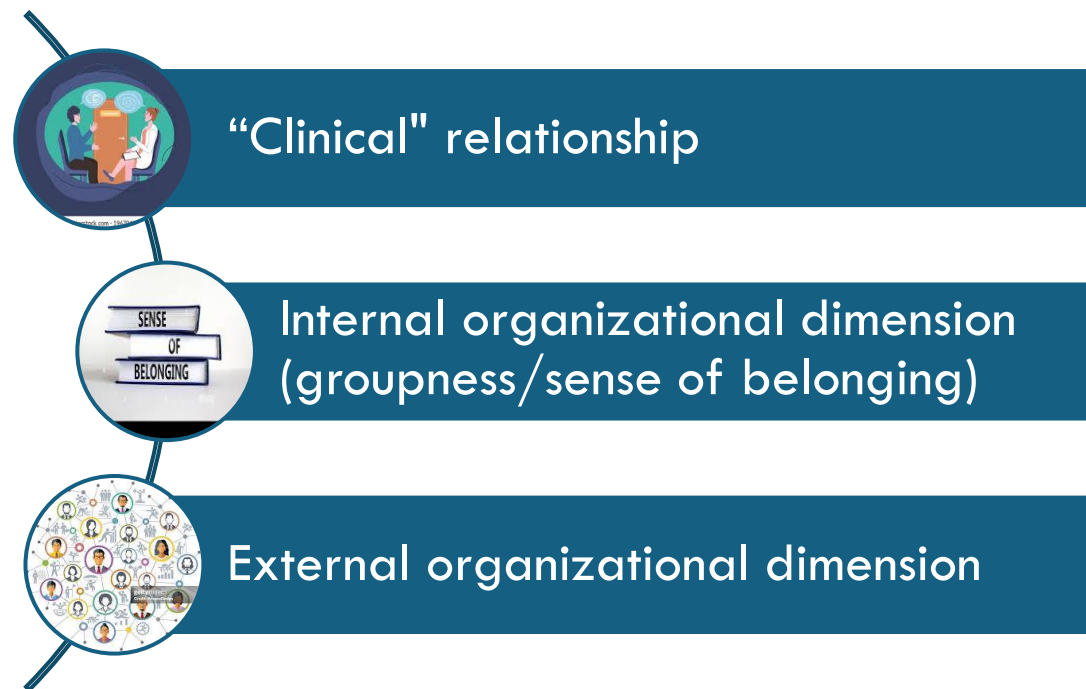 “Clinical" relationship
SENSE
OF
BELONGING
Internal organizational dimension
(groupness/sense of belonging)
External organizational dimension